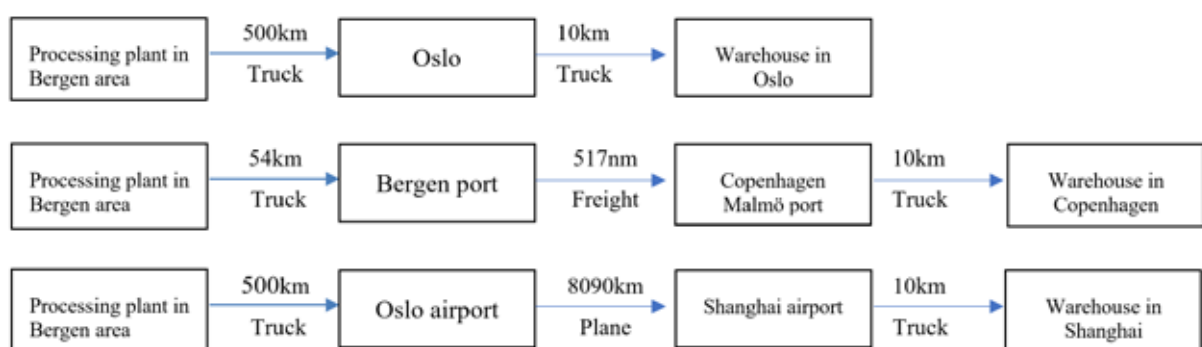 500km
10km
Processing plant in
Bergen area
Oslo
Warehouse in
Oslo
Truck
Truck
54km
517nm
10km
Processing plant in
Bergen area
Bergen port
Copenhagen
Malmö port
Warehouse in
Copenhagen
Truck
Freight
Truck
500km
8090km
10km
Processing plant in
Bergen area
Oslo airport
Shanghai airport
Warehouse in
Shanghai
Truck
Plane
Truck